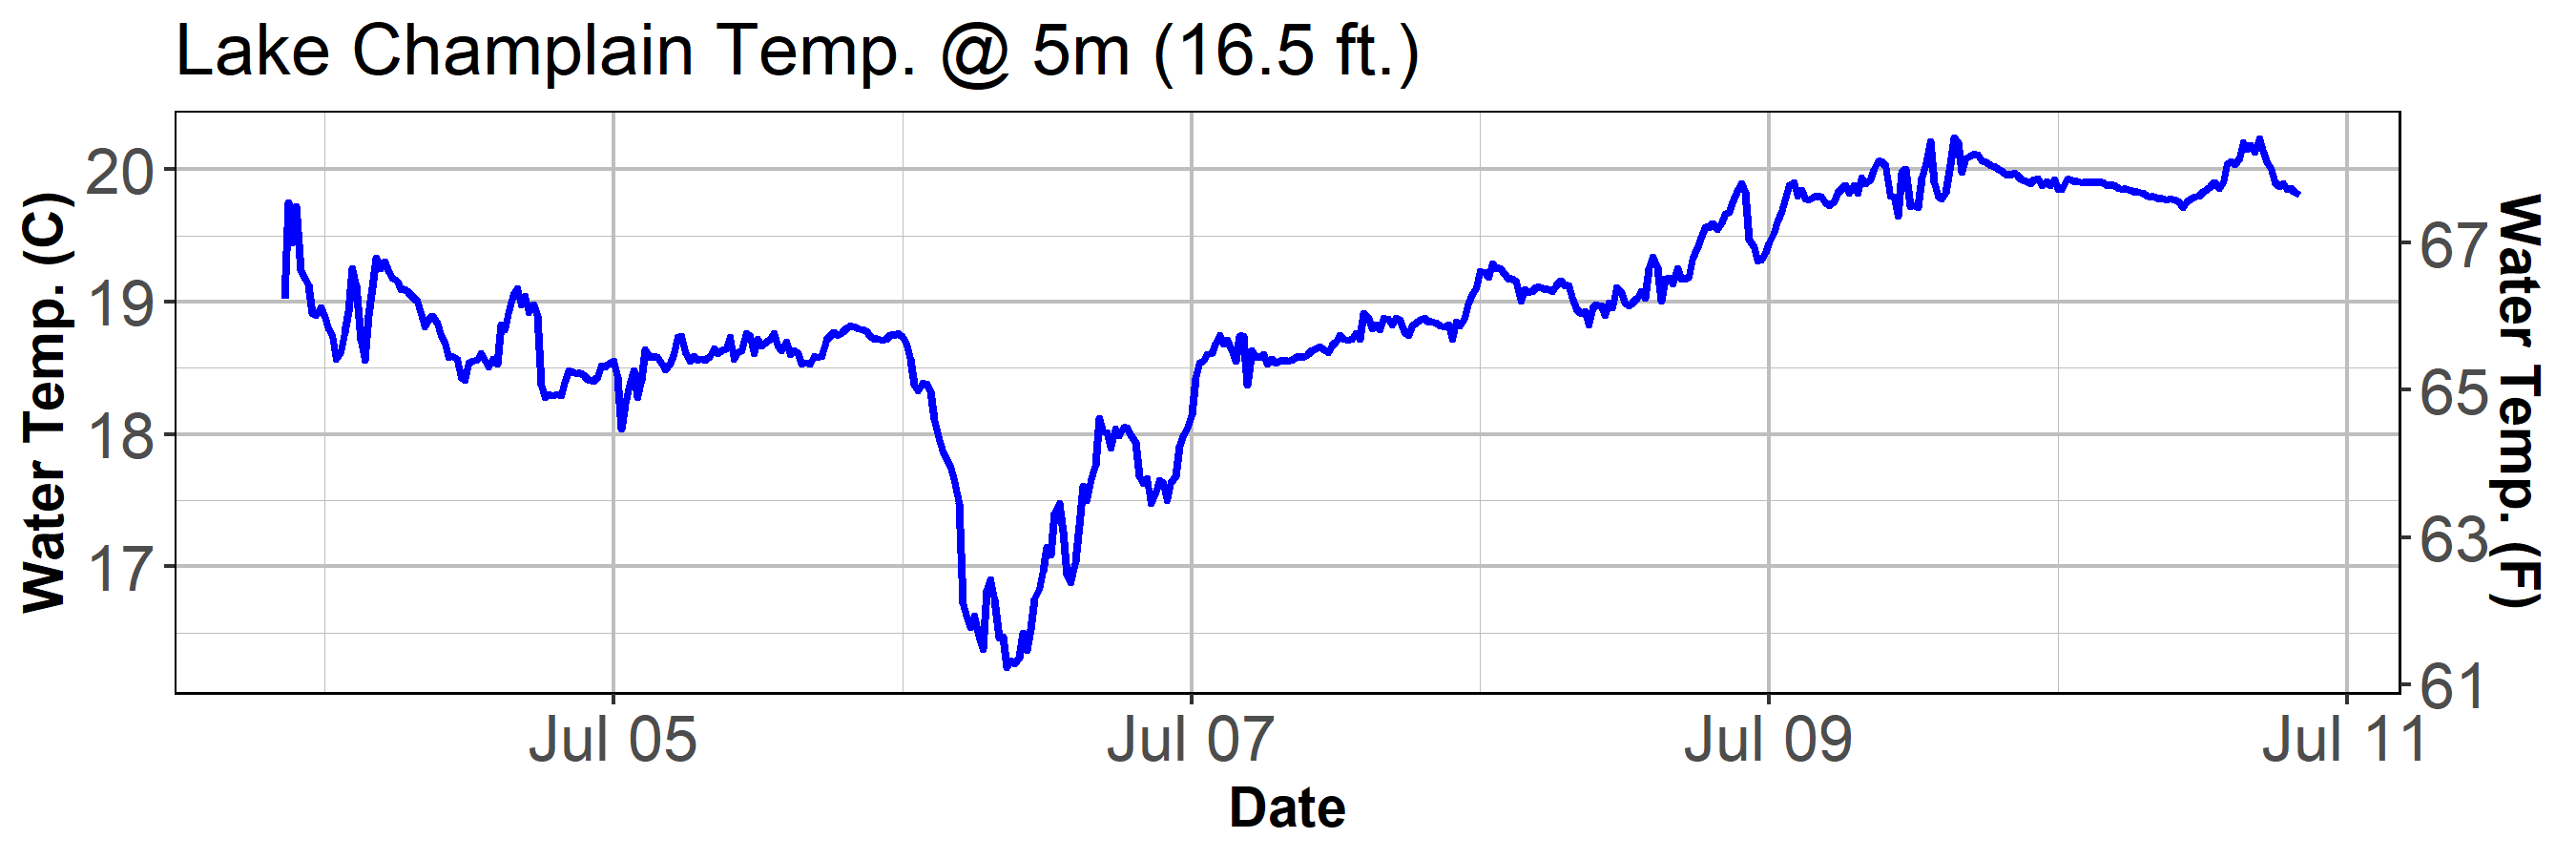 Lake Champlain Temp. @ 5m (16.5 ft.)
Water Temp. (C)
20
19
18
17
67
65
63
61
Water Temp. (F)
Jul 05
Jul 07
Jul 09
Jul 11
Date